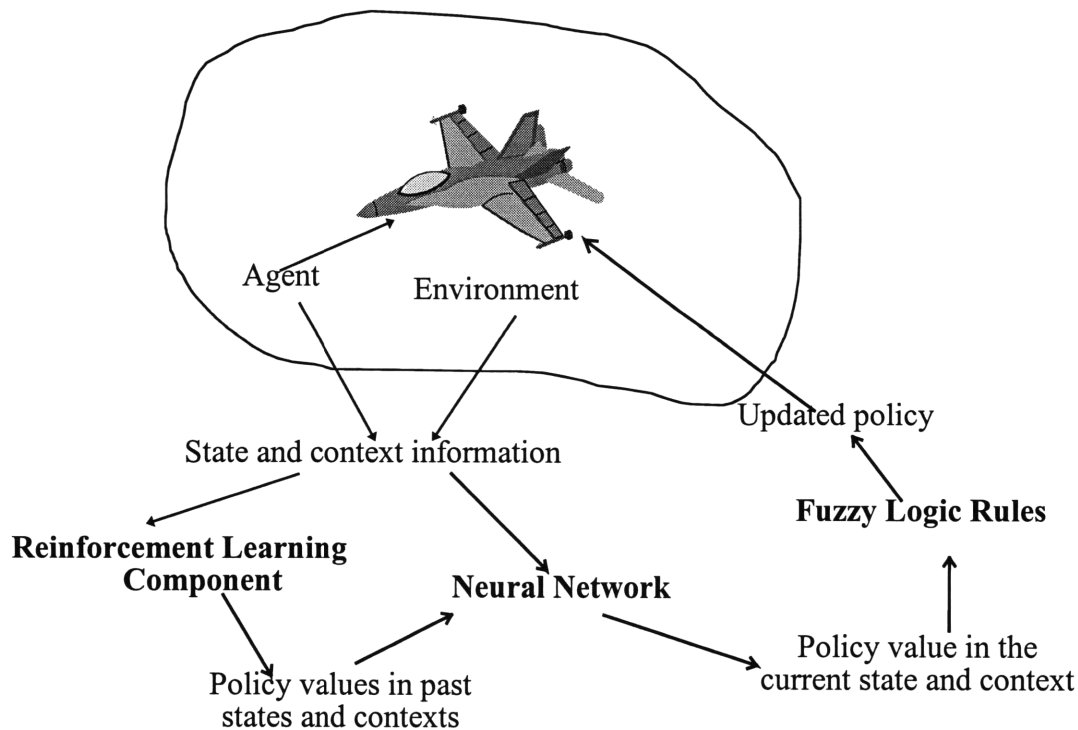 Agent
Environment
Updated policy
State and context information
Fuzzy Logic Rules
Reinforcement Learning
Component
Neural Network
Policy value in the
current state and context
Policy values in past
states and contexts